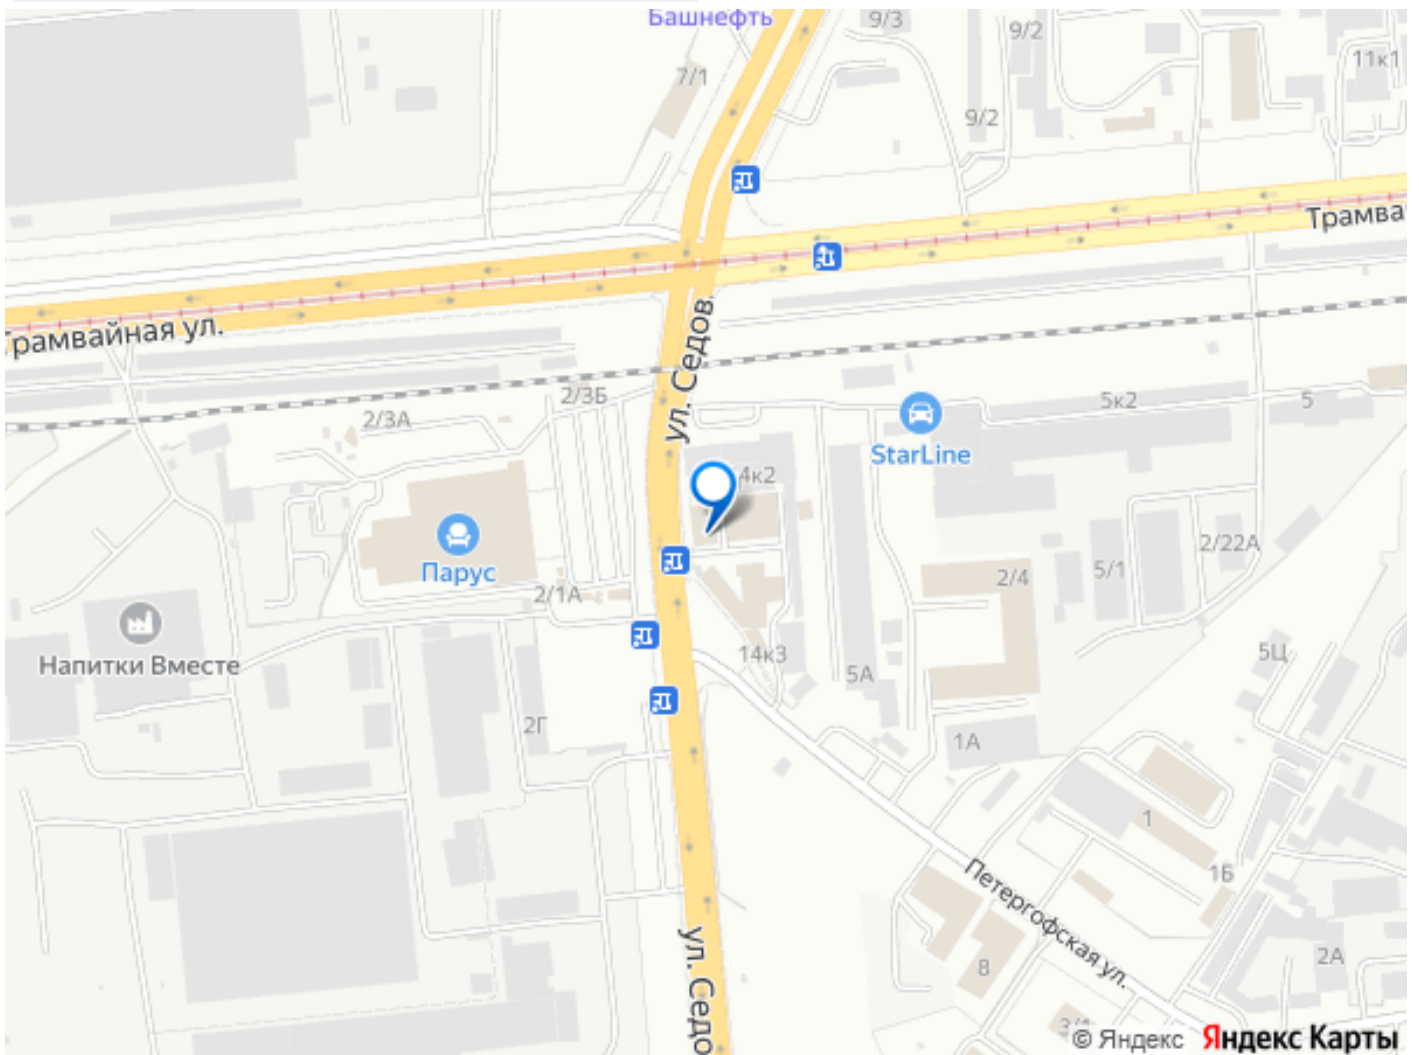 Башнефть
9/3
9/2
11к1
7/1
9/2
Трамва
Трамвайная ул.
ул. Седов
2/3Б
2/3А
5к2
5
StarLine
4к2
Парус
2/22А
2/4
5/1
2/1А
Напитки Вместе
14к3
5А
5Ц
2Г
1А
1
1Б
Петергофская ул.
ул. Седо
8
2А
© Яндекс Яндекс Карты